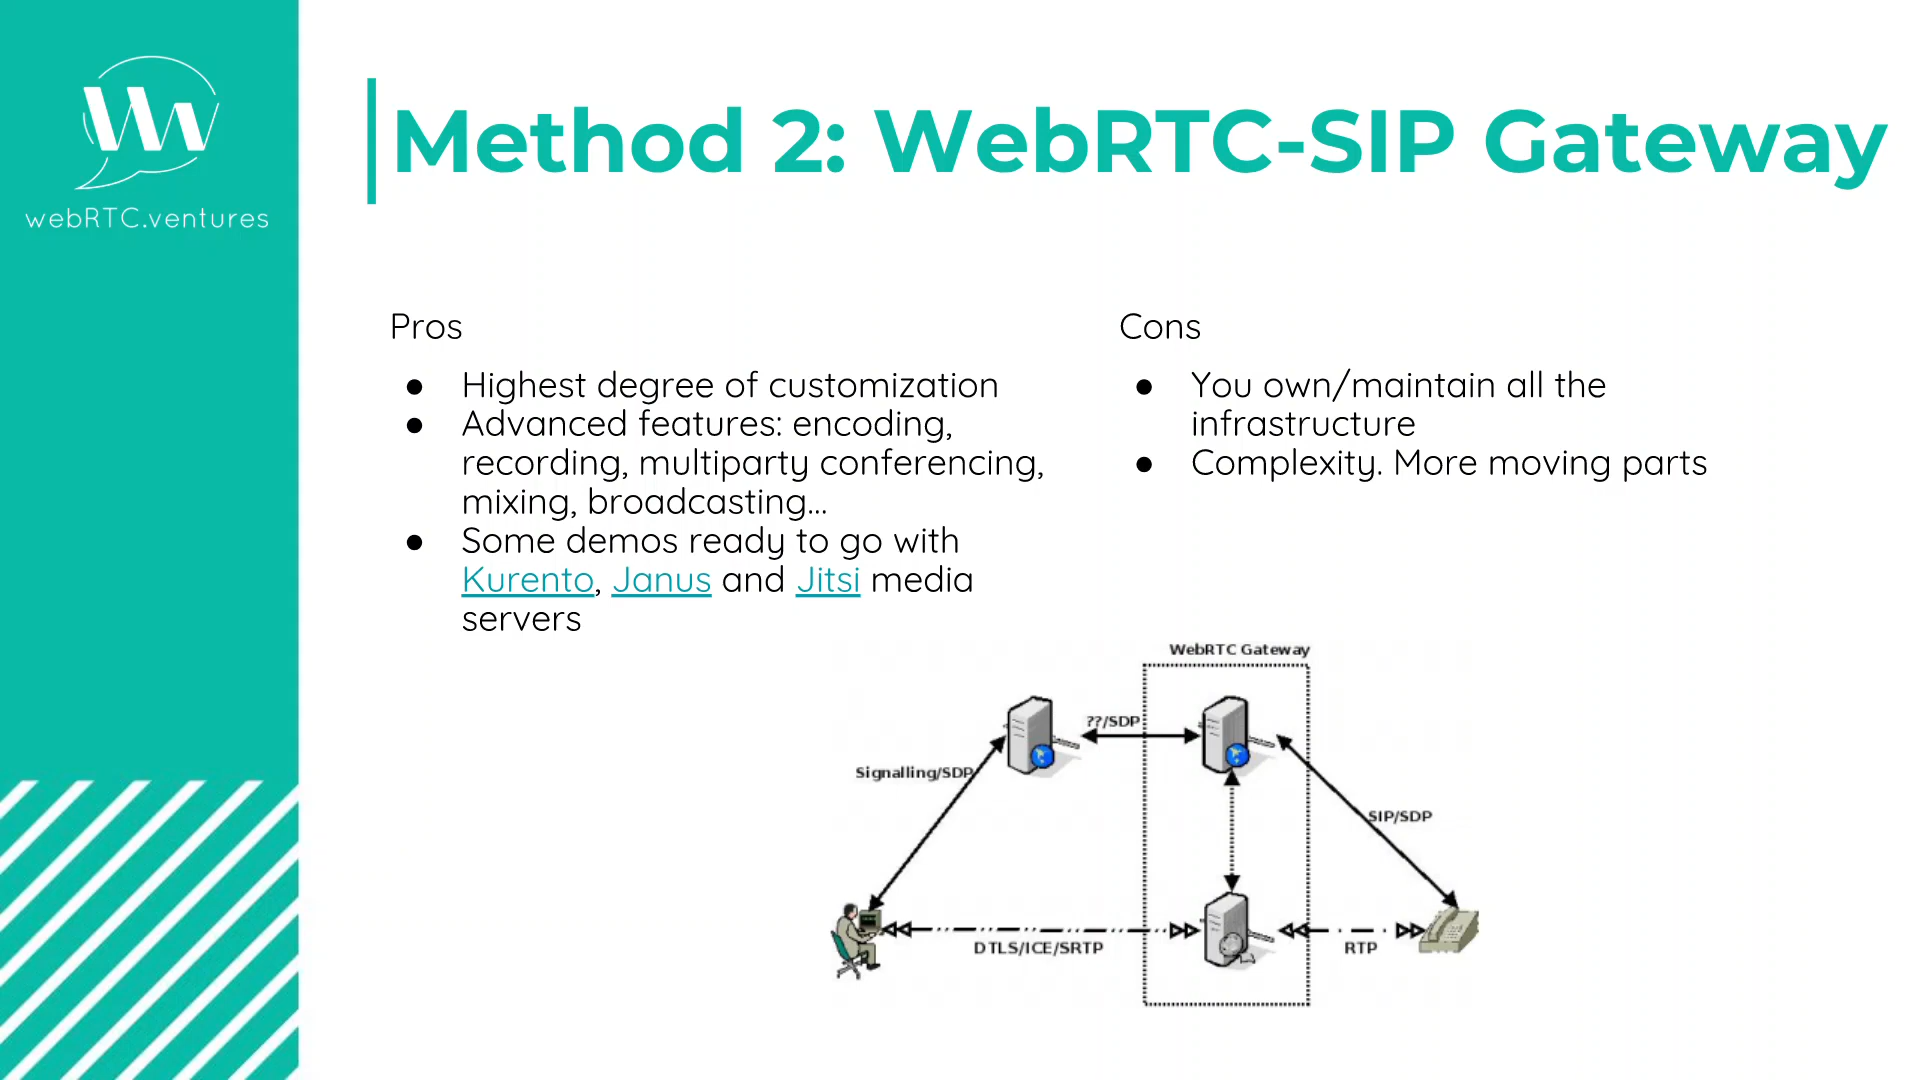 webRTC.ventures
Method 2: WebRTC-SIP Gateway
Pros
● Highest degree of customization
● Advanced features: encoding,
recording, multiparty conferencing,
mixing, broadcasting...
● Some demos ready to go with
Kurento, Janus and Jitsi media
servers
Cons
● You own/maintain all the
infrastructure
● Complexity. More moving parts
WebRTC Gateway
??/SDP
Signalling/SDP
SIP/SDP
DTLS/ICE/SRTP
RTP